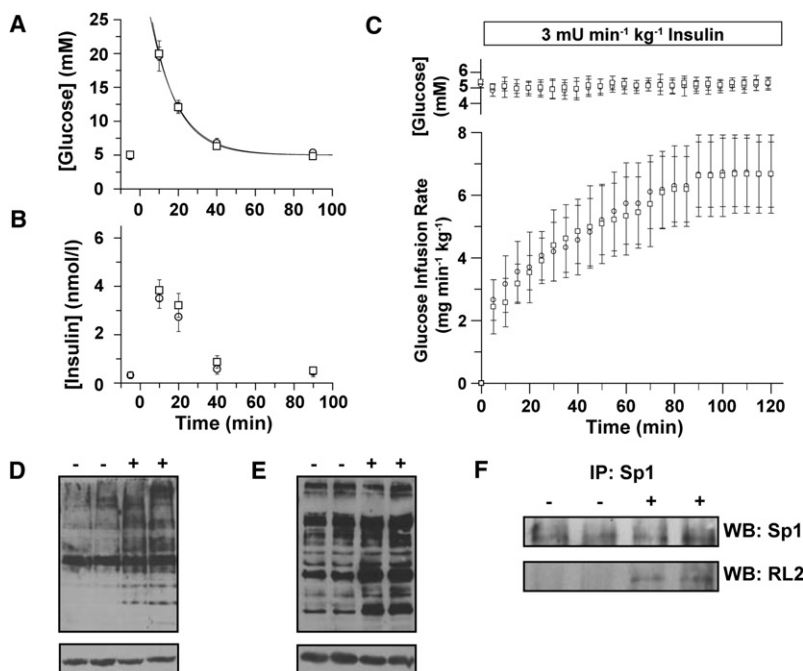 A
[Glucose] (mM)
25
20
15
10
5
0
0 20 40 60 80 100
B
[Insulin] (nmol/l)
6
4
2
0
0 20 40 60 80 100
Time (min)
C
3 mU min⁻¹ kg⁻¹ Insulin
[Glucose] (mM)
6
5
4
Glucose Infusion Rate
(mg min⁻¹ kg⁻¹)
8
6
4
2
0
0 20 40 60 80 100 120
Time (min)
D
- - + +
E
- - + +
F
IP: Sp1
- - + +
WB: Sp1
WB: RL2